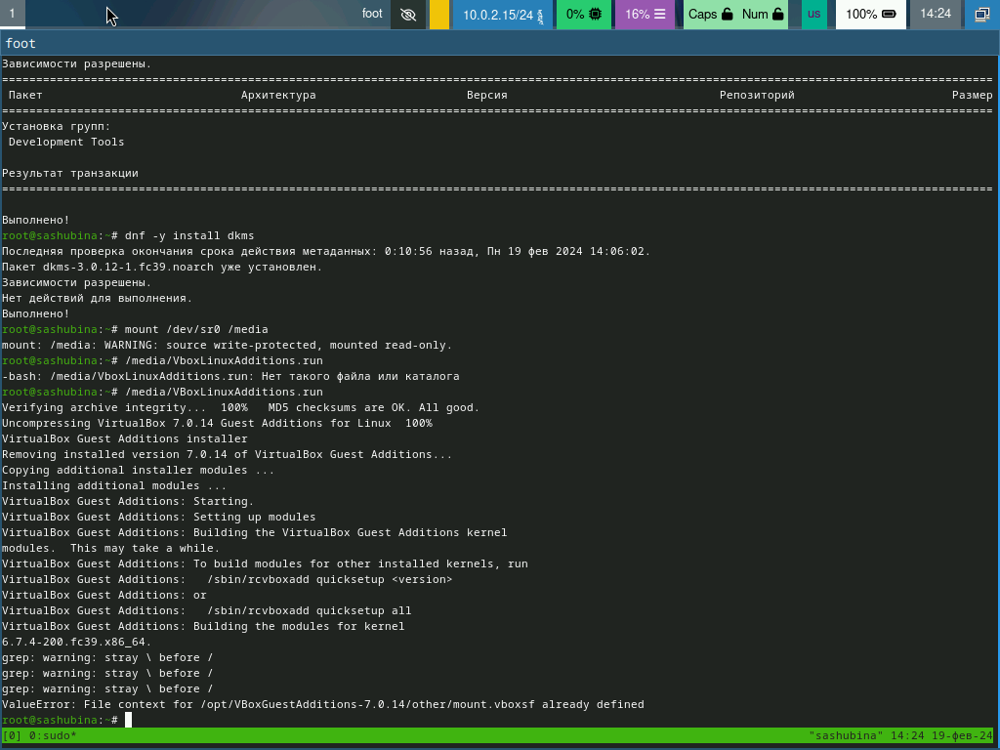 1 foot 10.0.2.15/24 0% 16% Caps Num us 100% 14:24
foot
Зависимости разрешены.
================================================================================
Пакет Архитектура Версия Репозиторий Размер
================================================================================
Установка групп:
Development Tools
Результат транзакции
================================================================================
Выполнено!
root@sashubina:~# dnf -y install dkms
Последняя проверка окончания срока действия метаданных: 0:10:56 назад, Пн 19 фев 2024 14:06:02.
Пакет dkms-3.0.12-1.fc39.noarch уже установлен.
Зависимости разрешены.
Нет действий для выполнения.
Выполнено!
root@sashubina:~# mount /dev/sr0 /media
mount: /media: WARNING: source write-protected, mounted read-only.
root@sashubina:~# /media/VboxLinuxAdditions.run
-bash: /media/VboxLinuxAdditions.run: Нет такого файла или каталога
root@sashubina:~# /media/VBoxLinuxAdditions.run
Verifying archive integrity...  100%   MD5 checksums are OK. All good.
Uncompressing VirtualBox 7.0.14 Guest Additions for Linux  100%
VirtualBox Guest Additions installer
Removing installed version 7.0.14 of VirtualBox Guest Additions...
Copying additional installer modules ...
Installing additional modules ...
VirtualBox Guest Additions: Starting.
VirtualBox Guest Additions: Setting up modules
VirtualBox Guest Additions: Building the VirtualBox Guest Additions kernel
modules.  This may take a while.
VirtualBox Guest Additions: To build modules for other installed kernels, run
VirtualBox Guest Additions:   /sbin/rcvboxadd quicksetup <version>
VirtualBox Guest Additions: or
VirtualBox Guest Additions:   /sbin/rcvboxadd quicksetup all
VirtualBox Guest Additions: Building the modules for kernel
6.7.4-200.fc39.x86_64.
grep: warning: stray \ before /
grep: warning: stray \ before /
grep: warning: stray \ before /
ValueError: File context for /opt/VBoxGuestAdditions-7.0.14/other/mount.vboxsf already defined
root@sashubina:~#
[0] 0:sudo* "sashubina" 14:24 19-фев-24